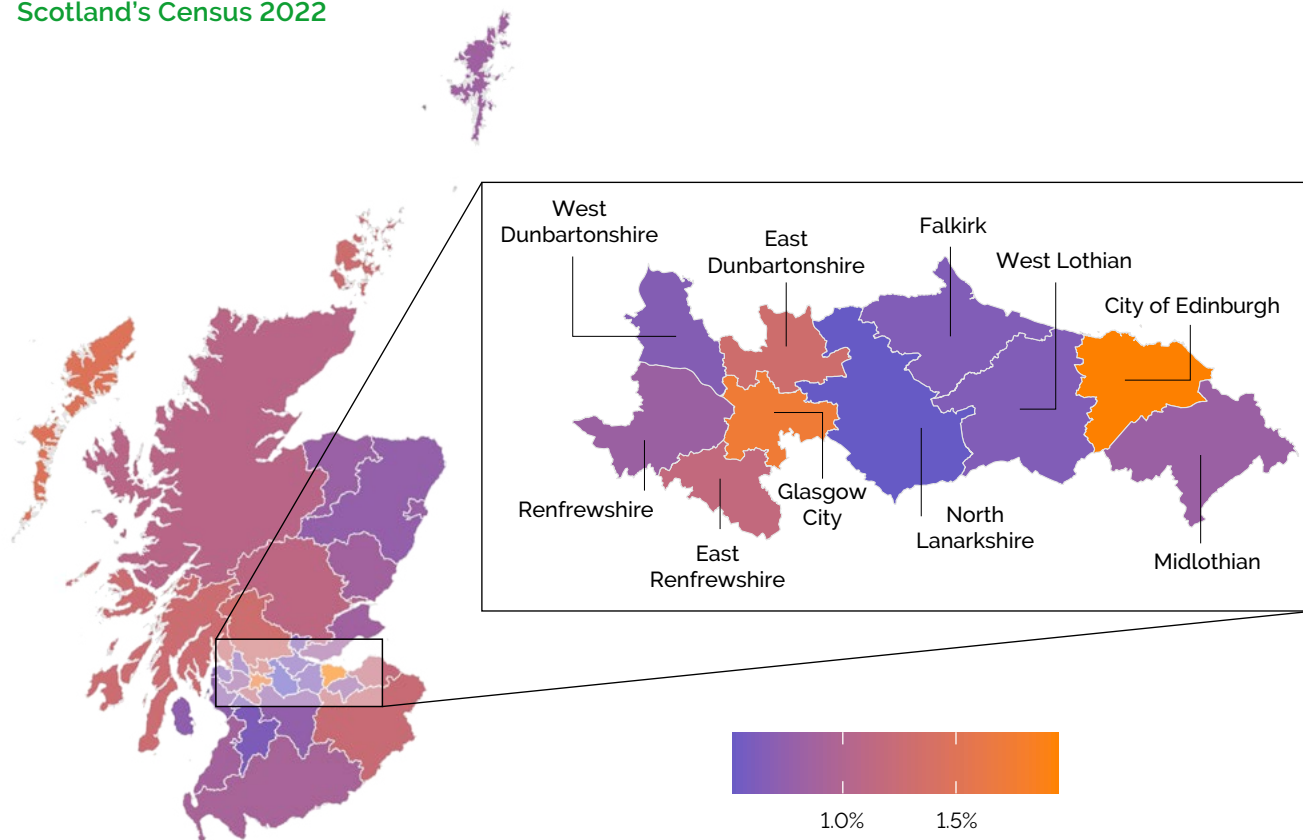 Scotland’s Census 2022
West
Dunbartonshire
East
Dunbartonshire
Falkirk
West Lothian
City of Edinburgh
Renfrewshire
East
Renfrewshire
Glasgow
City
North
Lanarkshire
Midlothian
1.0%
1.5%